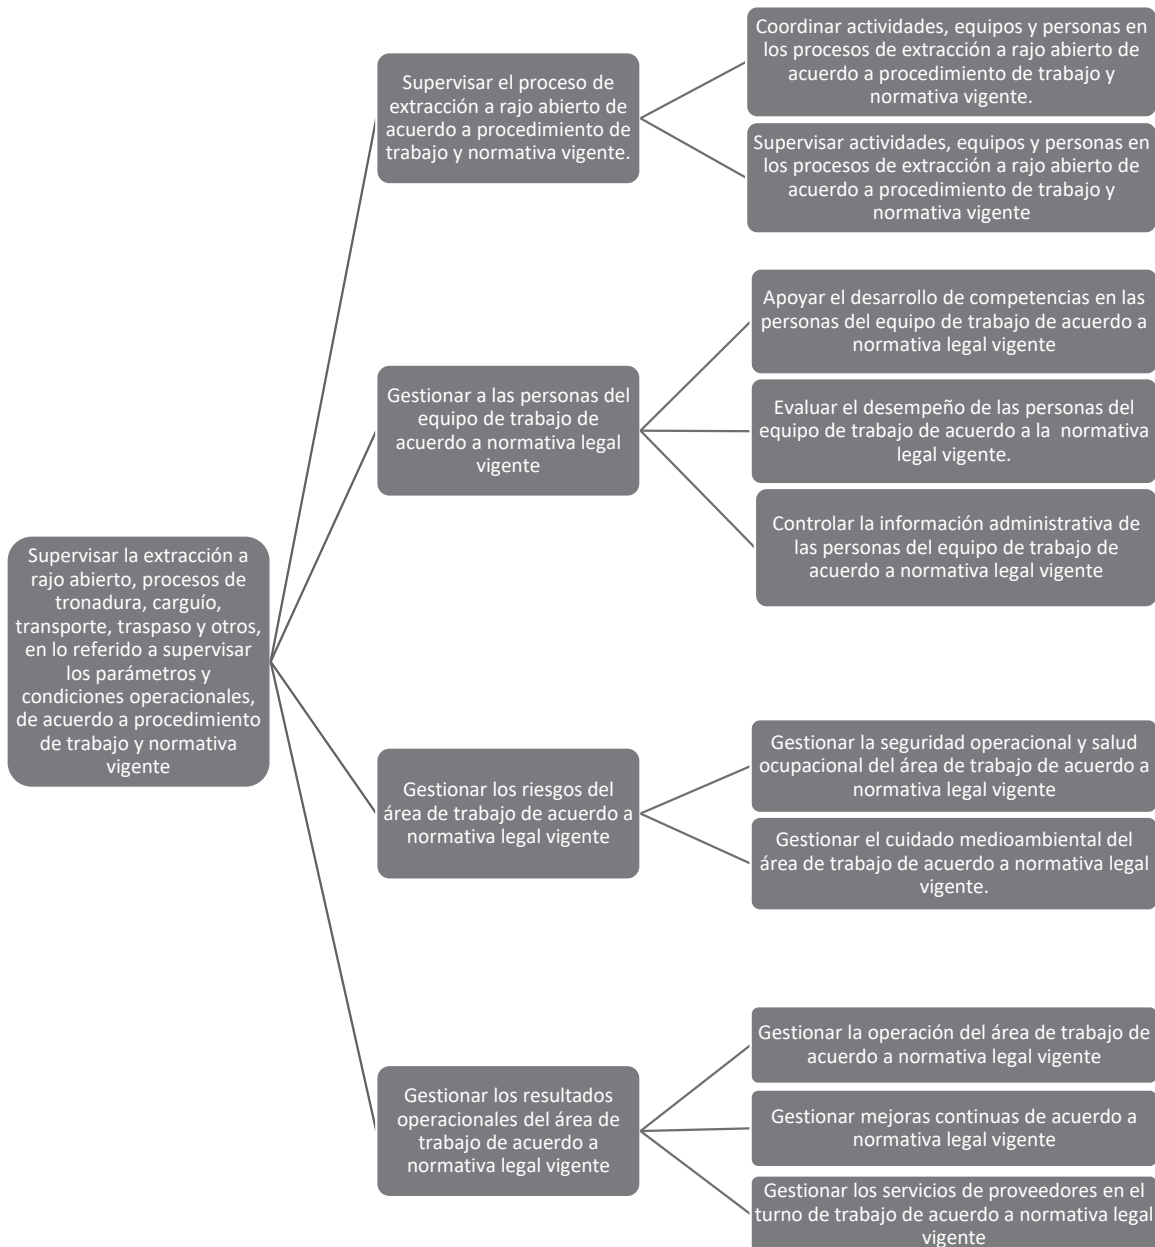 Supervisar la extracción a
rajo abierto, procesos de
tronadura, carguío,
transporte, traspaso y otros,
en lo referido a supervisar
los parámetros y
condiciones operacionales,
de acuerdo a procedimiento
de trabajo y normativa
vigente
Supervisar el proceso de
extracción a rajo abierto de
acuerdo a procedimiento de
trabajo y normativa vigente.
Coordinar actividades, equipos y personas en
los procesos de extracción a rajo abierto de
acuerdo a procedimiento de trabajo y
normativa vigente.
Supervisar actividades, equipos y personas en
los procesos de extracción a rajo abierto de
acuerdo a procedimiento de trabajo y
normativa vigente
Gestionar a las personas del
equipo de trabajo de
acuerdo a normativa legal
vigente
Apoyar el desarrollo de competencias en las
personas del equipo de trabajo de acuerdo a
normativa legal vigente
Evaluar el desempeño de las personas del
equipo de trabajo de acuerdo a la  normativa
legal vigente.
Controlar la información administrativa de
las personas del equipo de trabajo de
acuerdo a normativa legal vigente
Gestionar los riesgos del
área de trabajo de acuerdo a
normativa legal vigente
Gestionar la seguridad operacional y salud
ocupacional del área de trabajo de acuerdo a
normativa legal vigente
Gestionar el cuidado medioambiental del
área de trabajo de acuerdo a normativa legal
vigente.
Gestionar los resultados
operacionales del área de
trabajo de acuerdo a
normativa legal vigente
Gestionar la operación del área de trabajo de
acuerdo a normativa legal vigente
Gestionar mejoras continuas de acuerdo a
normativa legal vigente
Gestionar los servicios de proveedores en el
turno de trabajo de acuerdo a normativa legal
vigente